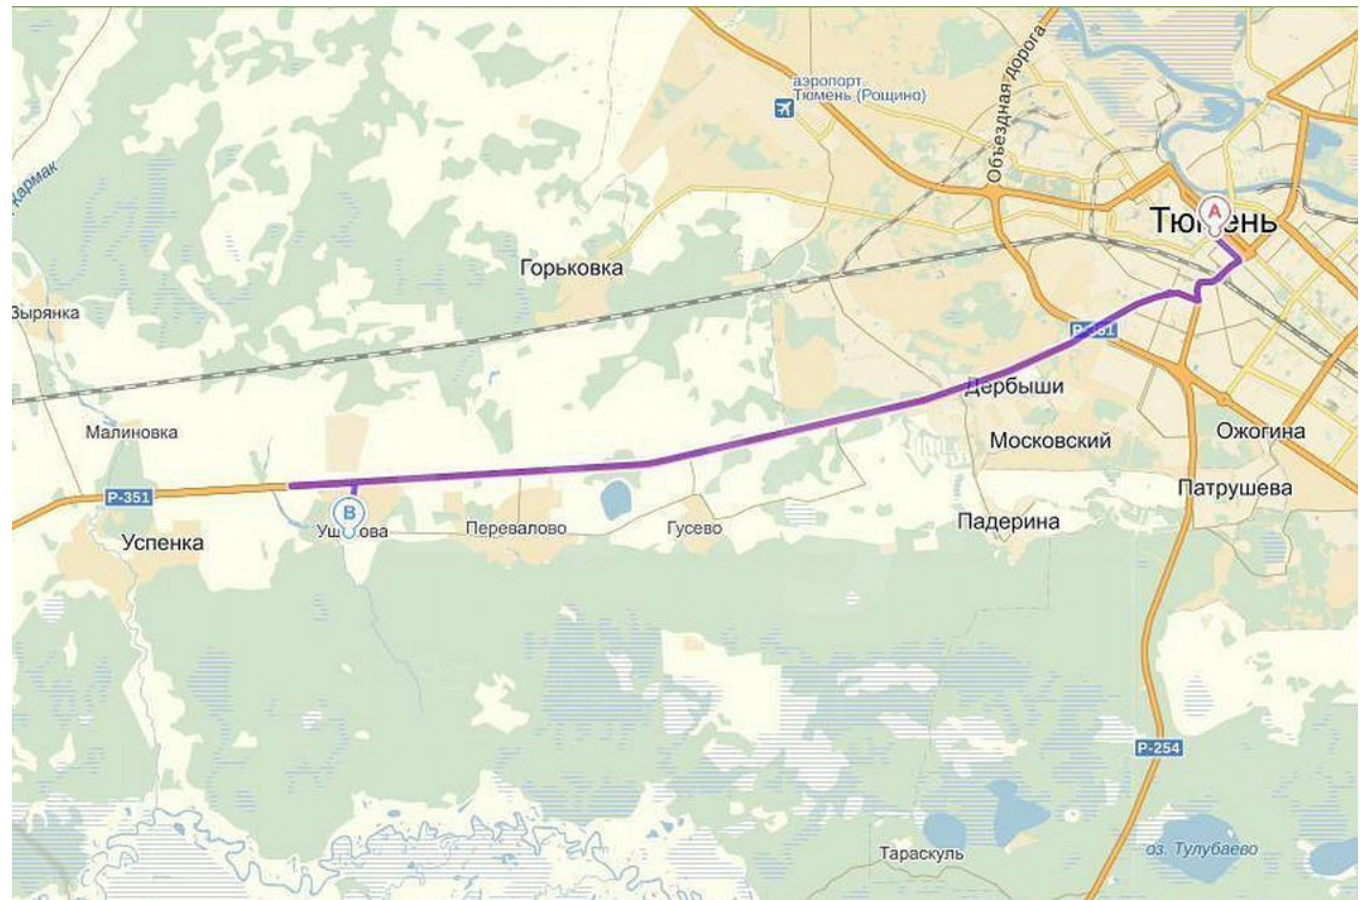 Объездная дорога
аэропорт
Тюмень (Рощино)
Кармак
A
Тюмень
Горьковка
Зырянка
Р-351
Дербыши
Малиновка
Московский
Ожогина
Р-351
Патрушева
B
Ушакова
Перевалово
Гусево
Падерина
Успенка
Р-254
Тараскуль
оз. Тулубаево